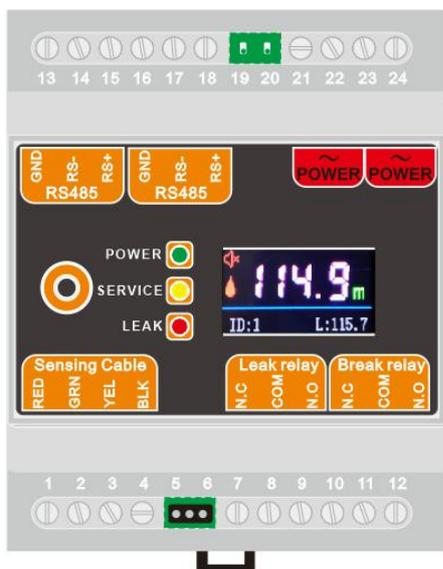 13 14 15 16 17 18 19 20 21 22 23 24
GND RS- RS+ GND RS- RS+
RS485 RS485 ~POWER ~POWER
POWER
SERVICE
LEAK
114.9m
ID:1 L:115.7
Sensing Cable Leak relay Break relay
RED GRN YEL BLK N.C COM N.O N.C COM N.O
1 2 3 4 5 6 7 8 9 10 11 12